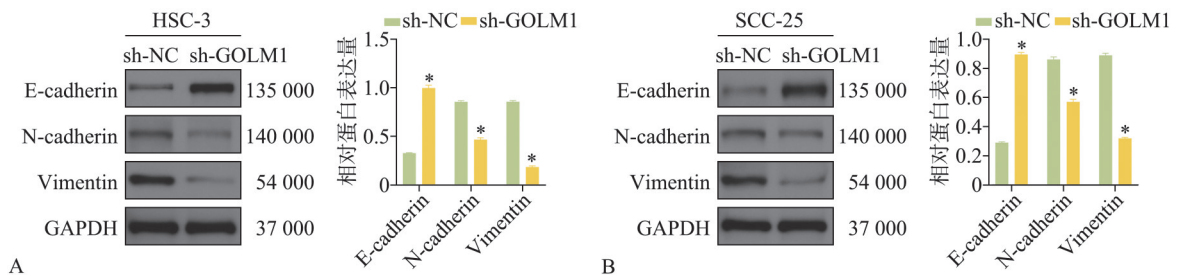 HSC-3
sh-NC sh-GOLM1
E-cadherin 135 000
N-cadherin 140 000
Vimentin 54 000
GAPDH 37 000
A
sh-NC sh-GOLM1
相对蛋白表达量
1.5
1.0
0.5
0
*
*
*
E-cadherin
N-cadherin
Vimentin
SCC-25
sh-NC sh-GOLM1
E-cadherin 135 000
N-cadherin 140 000
Vimentin 54 000
GAPDH 37 000
B
sh-NC sh-GOLM1
相对蛋白表达量
1.0
0.8
0.6
0.4
0.2
0
*
*
*
E-cadherin
N-cadherin
Vimentin